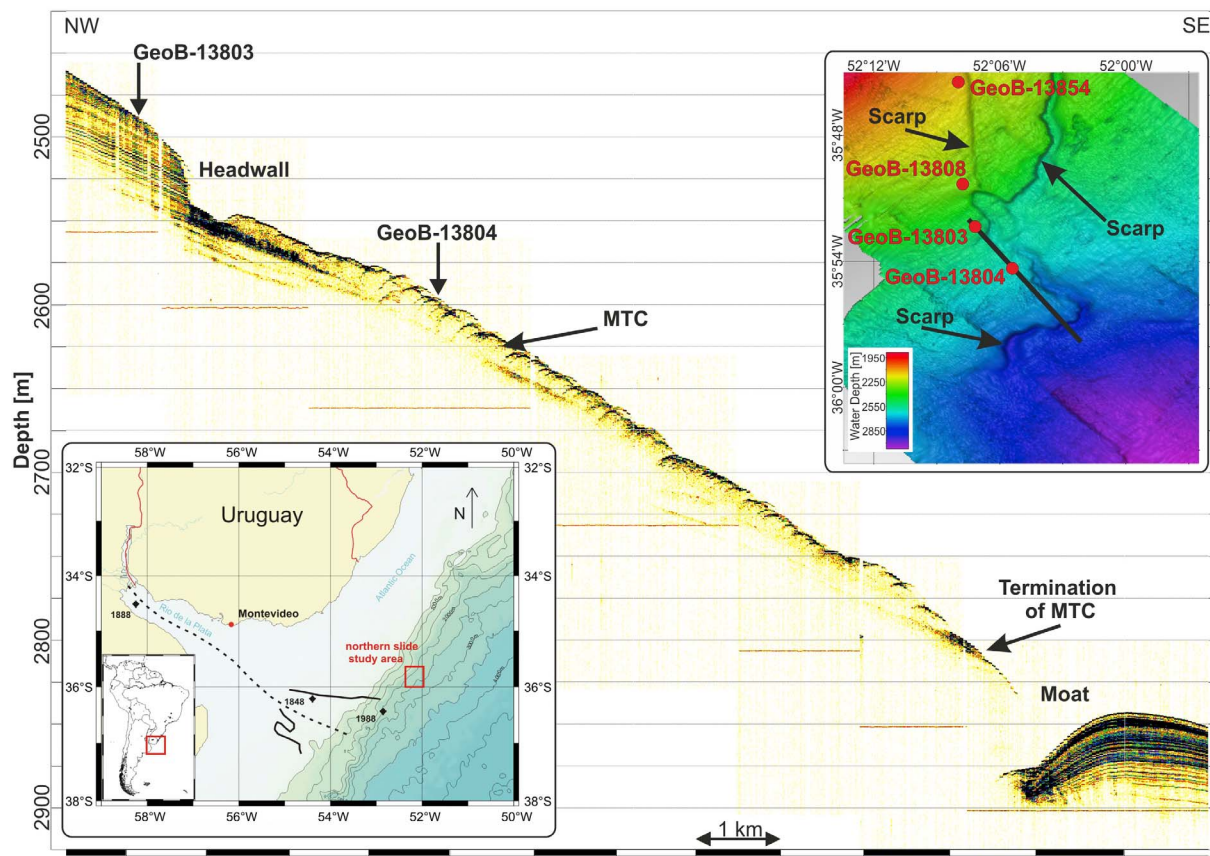 NW
SE
GeoB-13803
Headwall
GeoB-13804
MTC
Termination
of MTC
Moat
1 km
Depth [m]
2500
2600
2700
2800
2900
52°12'W
52°06'W
52°00'W
35°48'W
35°54'W
36°00'W
GeoB-13854
Scarp
GeoB-13808
Scarp
GeoB-13803
GeoB-13804
Scarp
Water Depth [m]
1950
2250
2550
2850
58°W
56°W
54°W
52°W
50°W
32°S
32°S
Uruguay
N
Atlantic Ocean
34°S
34°S
1888
Rio de la Plata
Montevideo
northern slide
study area
36°S
36°S
1848
1988
38°S
38°S
58°W
56°W
54°W
52°W
50°W